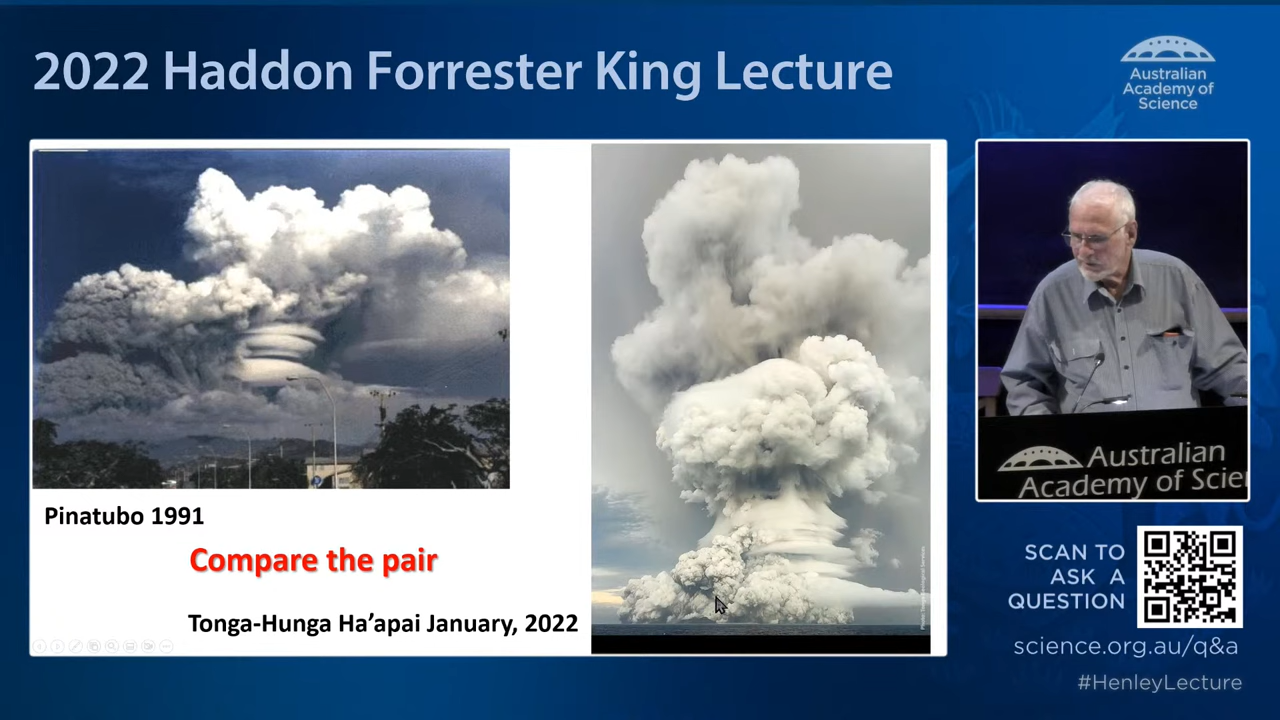 2022 Haddon Forrester King Lecture
Australian
Academy of
Science
Pinatubo 1991
Compare the pair
Tonga-Hunga Ha’apai January, 2022
Australian
Academy of Scie
SCAN TO
ASK A
QUESTION
science.org.au/q&a
#HenleyLecture